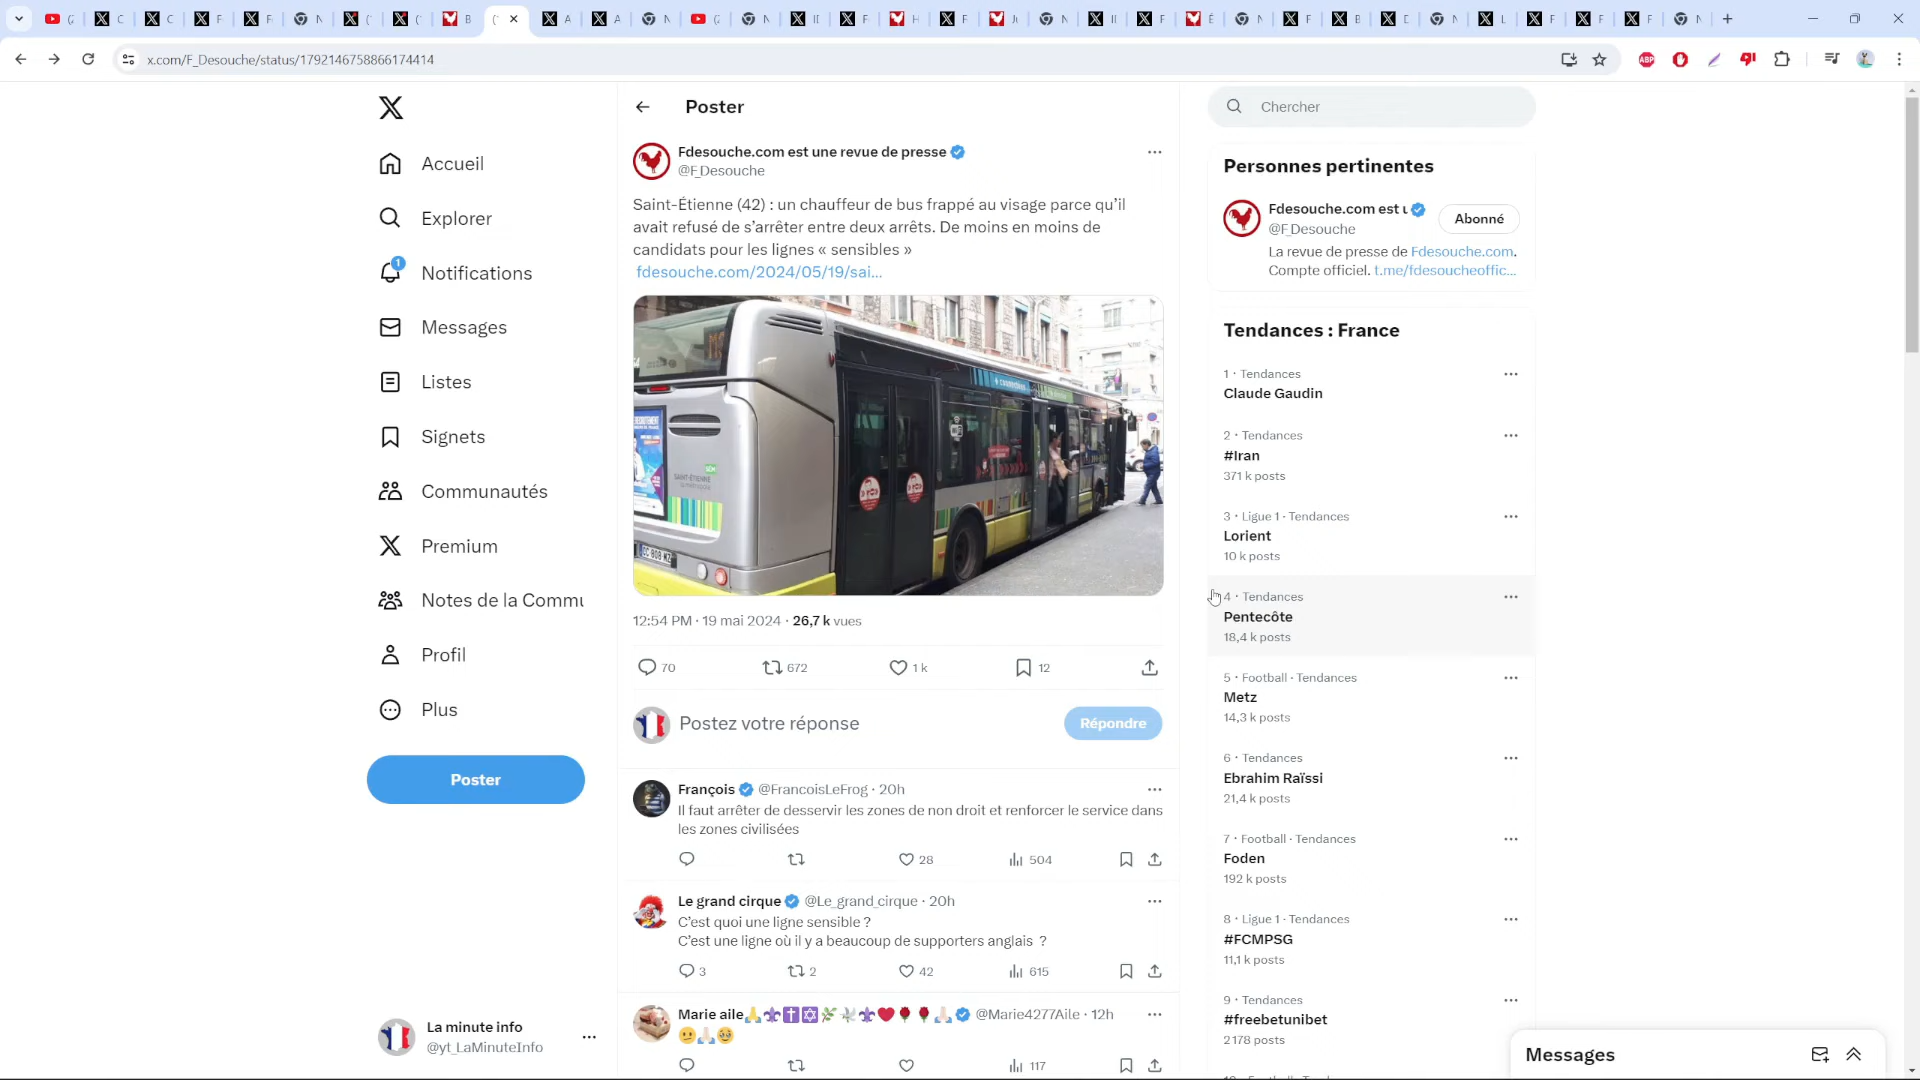 x.com/F_Desouche/status/1792146758866174414
ABP
Accueil
Explorer
1
Notifications
Messages
Listes
Signets
Communautés
Premium
Notes de la Commu
Profil
Plus
Poster
La minute info
@yt_LaMinuteInfo
Poster
Fdesouche.com est une revue de presse
@F_Desouche
Saint-Étienne (42) : un chauffeur de bus frappé au visage parce qu’il
avait refusé de s’arrêter entre deux arrêts. De moins en moins de
candidats pour les lignes « sensibles »
fdesouche.com/2024/05/19/sai...
SAINT-ÉTIENNE
12:54 PM · 19 mai 2024 · 26,7 k vues
70 672 1 k 12
Postez votre réponse
Répondre
François @FrancoisLeFrog · 20h
Il faut arrêter de desservir les zones de non droit et renforcer le service dans
les zones civilisées
28 504
Le grand cirque @Le_grand_cirque · 20h
C’est quoi une ligne sensible ?
C’est une ligne où il y a beaucoup de supporters anglais ?
3 2 42 615
Marie aile @Marie4277Aile · 12h
117
Chercher
Personnes pertinentes
Fdesouche.com est
@F_Desouche
Abonné
La revue de presse de Fdesouche.com.
Compte officiel. t.me/fdesoucheoffic...
Tendances : France
1 · Tendances
Claude Gaudin
2 · Tendances
#Iran
371 k posts
3 · Ligue 1 · Tendances
Lorient
10 k posts
4 · Tendances
Pentecôte
18,4 k posts
5 · Football · Tendances
Metz
14,3 k posts
6 · Tendances
Ebrahim Raïssi
21,4 k posts
7 · Football · Tendances
Foden
192 k posts
8 · Ligue 1 · Tendances
#FCMPSG
11,1 k posts
9 · Tendances
#freebetunibet
2 178 posts
Messages